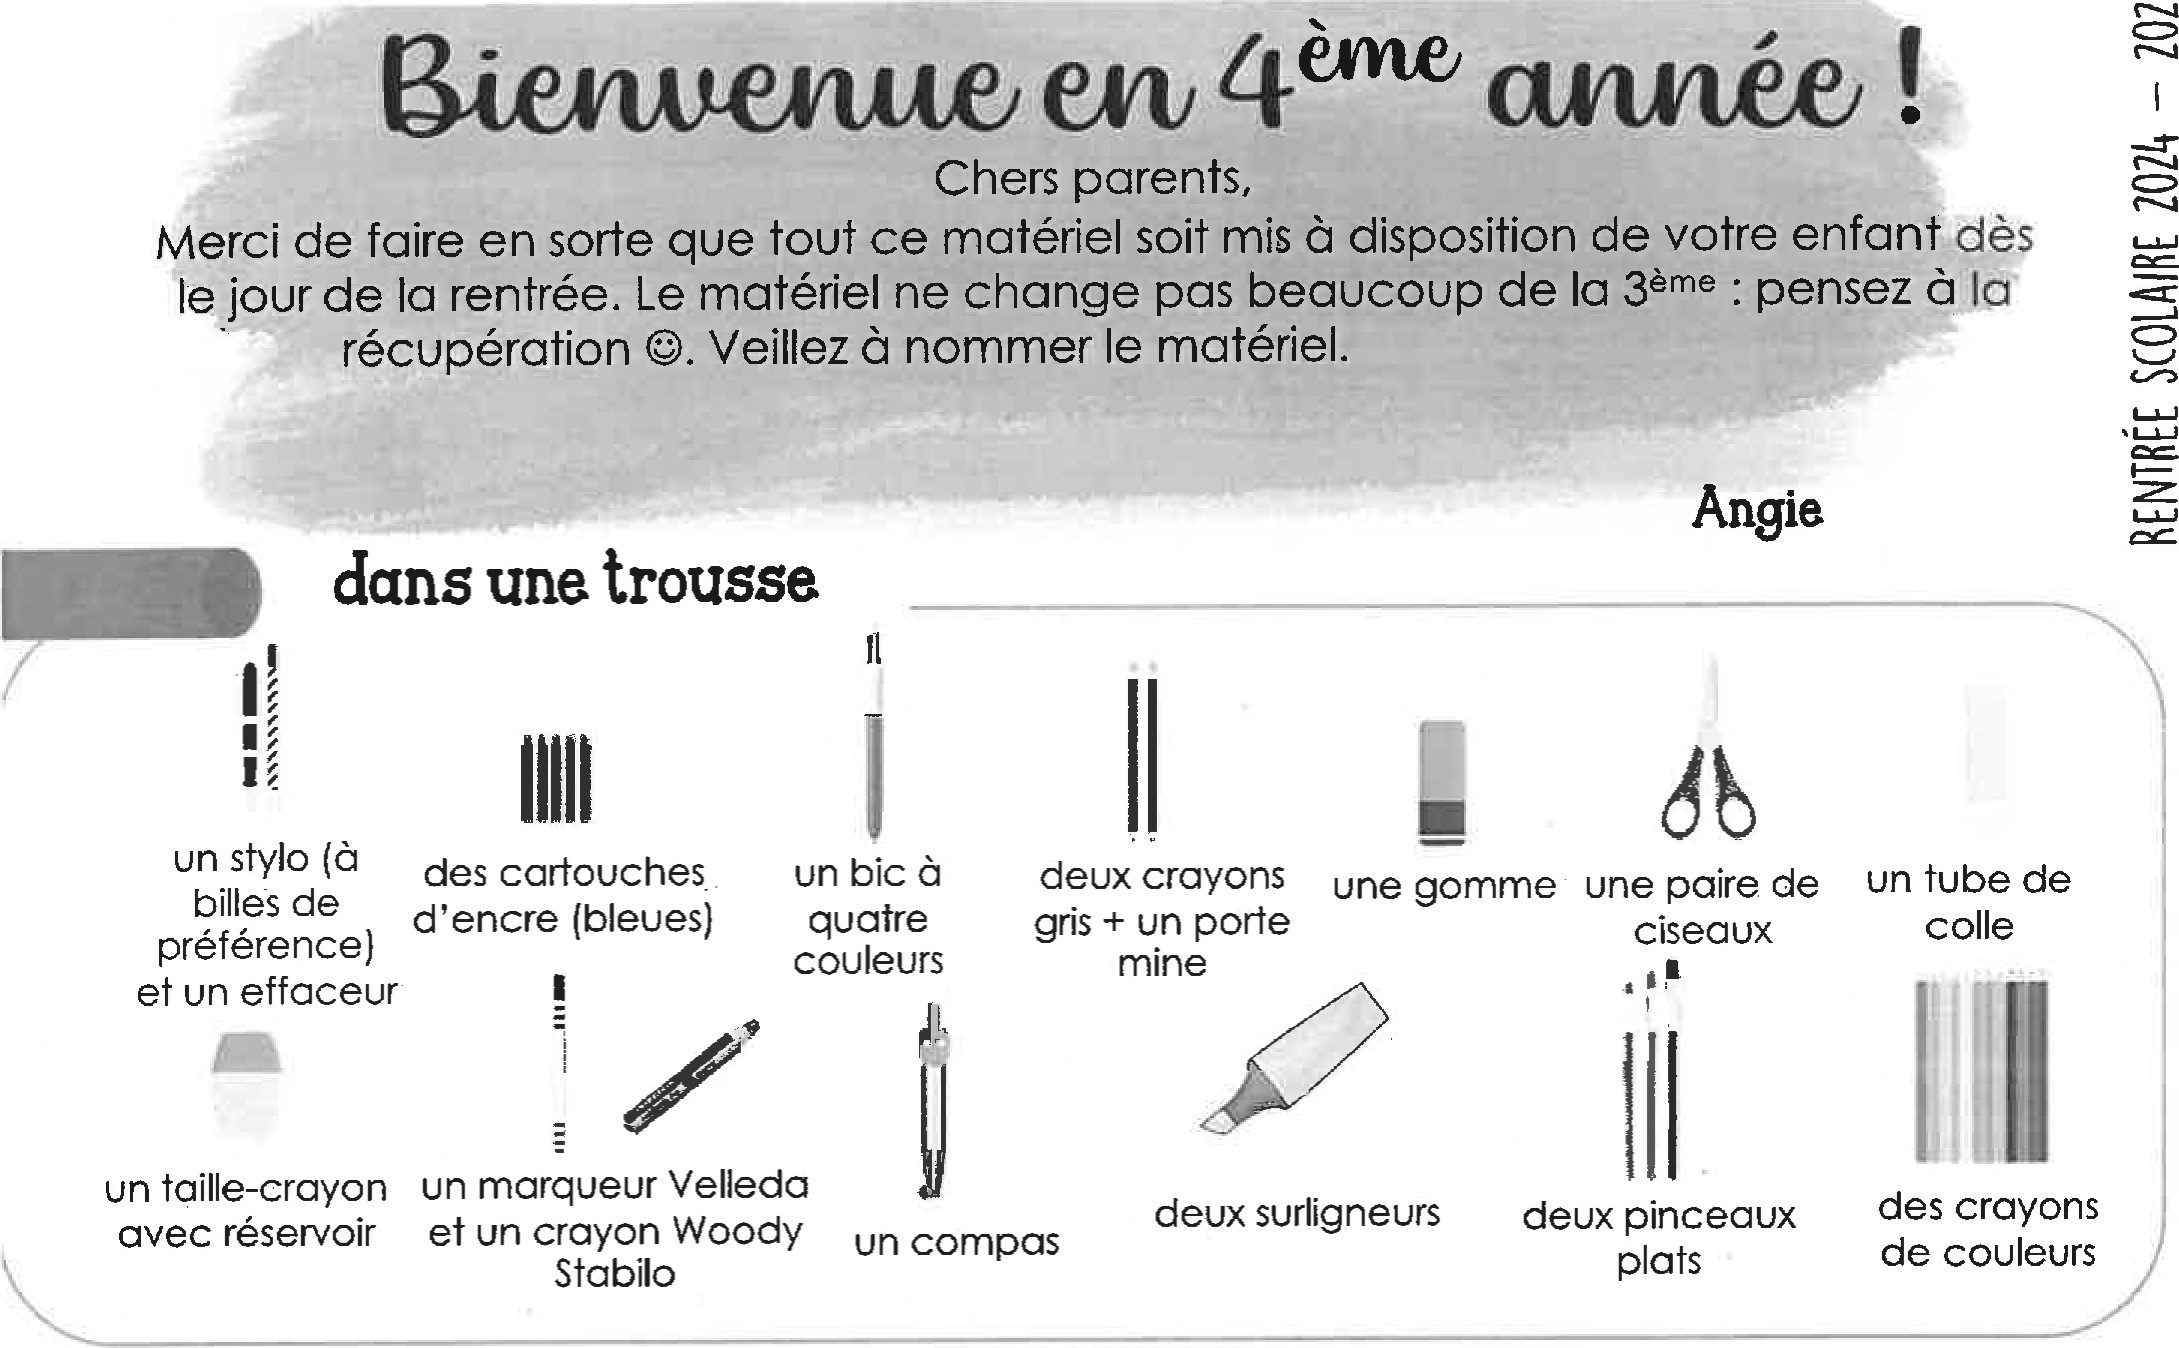 Bienvenue en 4ème année !
Chers parents,
Merci de faire en sorte que tout ce matériel soit mis à disposition de votre enfant dès
le jour de la rentrée. Le matériel ne change pas beaucoup de la 3ème : pensez à la
récupération ☺. Veillez à nommer le matériel.
Angie
RENTRÉE SCOLAIRE 2024 –
dans une trousse
un stylo (à
billes de
préférence)
et un effaceur
des cartouches
d'encre (bleues)
un bic à
quatre
couleurs
deux crayons
gris + un porte
mine
une gomme
une paire de
ciseaux
un tube de
colle
un taille-crayon
avec réservoir
un marqueur Velleda
et un crayon Woody
Stabilo
un compas
deux surligneurs
deux pinceaux
plats
des crayons
de couleurs